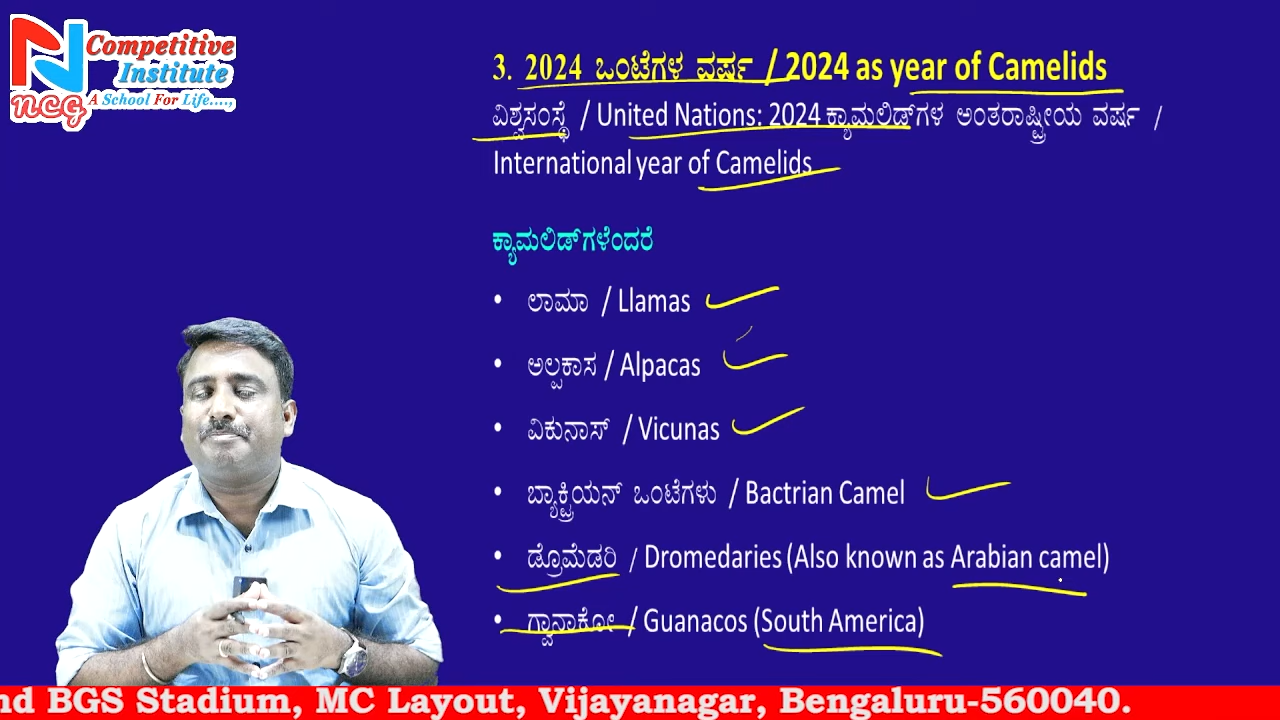 Competitive
Institute
NCG A School For Life....,
3. 2024 ಒಂಟೆಗಳ ವರ್ಷ / 2024 as year of Camelids
ವಿಶ್ವಸಂಸ್ಥೆ / United Nations: 2024 ಕ್ಯಾಮಲಿಡ್‌ಗಳ ಅಂತರಾಷ್ಟ್ರೀಯ ವರ್ಷ /
International year of Camelids
ಕ್ಯಾಮಲಿಡ್‌ಗಳೆಂದರೆ
• ಲಾಮಾ / Llamas
• ಅಲ್ಪಕಾಸ / Alpacas
• ವಿಕುನಾಸ್ / Vicunas
• ಬ್ಯಾಕ್ಟ್ರಿಯನ್ ಒಂಟೆಗಳು / Bactrian Camel
• ಡ್ರೊಮೆಡರಿ / Dromedaries (Also known as Arabian camel)
• ಗ್ವಾನಾಕೋ / Guanacos (South America)
nd BGS Stadium, MC Layout, Vijayanagar, Bengaluru-560040.